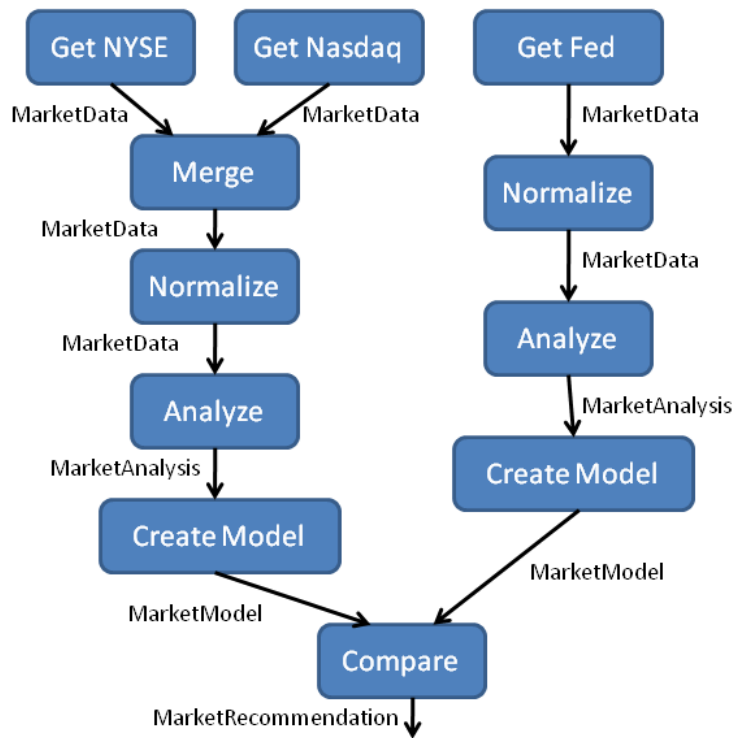 Get NYSE
Get Nasdaq
Get Fed
MarketData
MarketData
MarketData
Merge
Normalize
MarketData
MarketData
Normalize
Analyze
MarketData
MarketAnalysis
Analyze
MarketAnalysis
Create Model
Create Model
MarketModel
MarketModel
Compare
MarketRecommendation